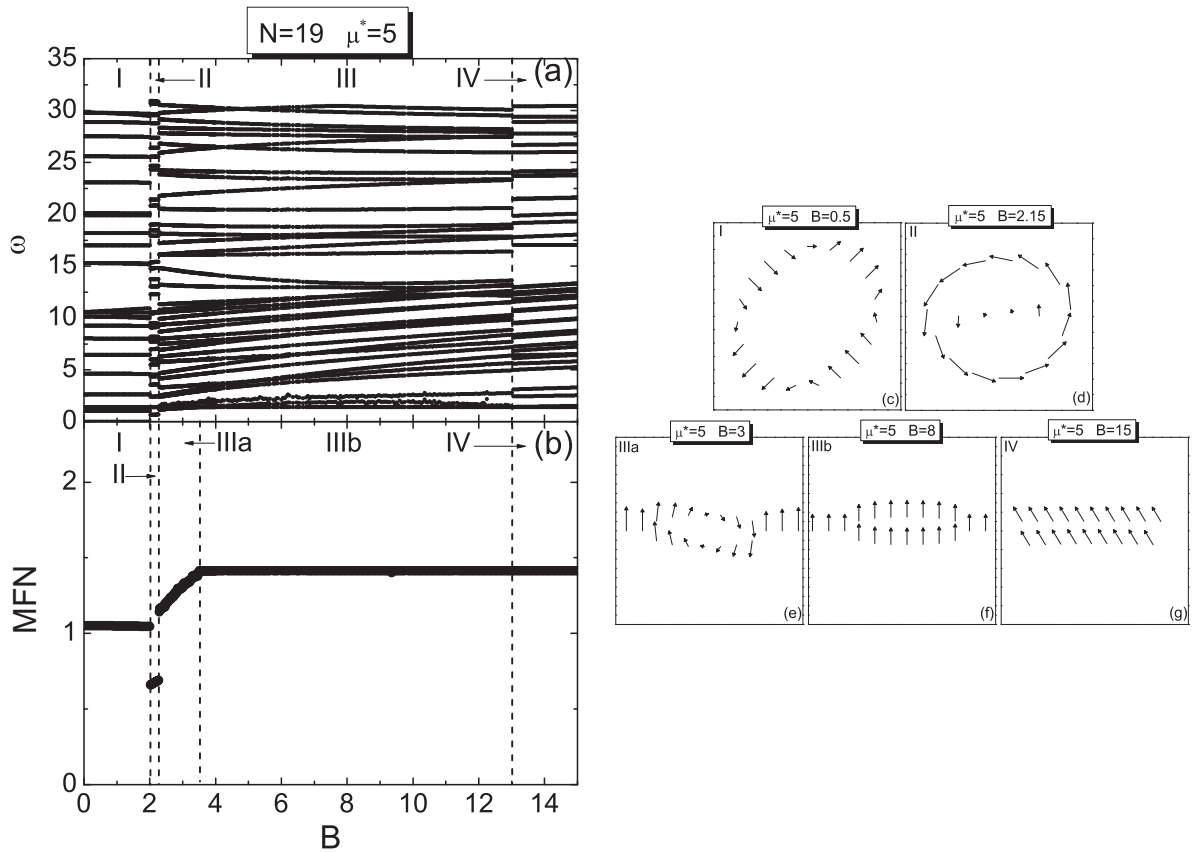 N=19 μ*=5
35
I
II
III
IV
(a)
30
25
20
ω
15
10
5
0
I
IIIa
IIIb
IV
(b)
II
2
MFN
1
0
0 2 4 6 8 10 12 14
B
μ*=5 B=0.5
I
(c)
μ*=5 B=2.15
II
(d)
μ*=5 B=3
IIIa
(e)
μ*=5 B=8
IIIb
(f)
μ*=5 B=15
IV
(g)